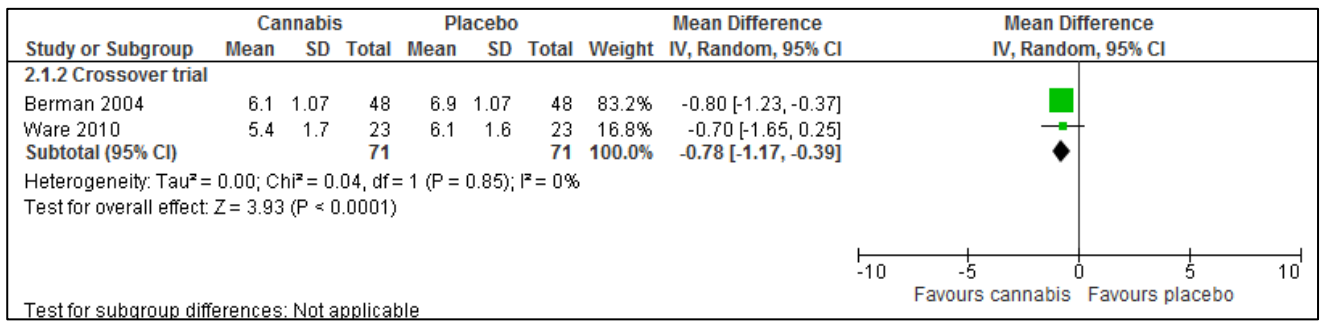 Cannabis Placebo Mean Difference Mean Difference
Study or Subgroup Mean SD Total Mean SD Total Weight IV, Random, 95% CI IV, Random, 95% CI
2.1.2 Crossover trial
Berman 2004 6.1 1.07 48 6.9 1.07 48 83.2% -0.80 [-1.23, -0.37]
Ware 2010 5.4 1.7 23 6.1 1.6 23 16.8% -0.70 [-1.65, 0.25]
Subtotal (95% CI) 71 71 100.0% -0.78 [-1.17, -0.39]
Heterogeneity: Tau² = 0.00; Chi² = 0.04, df = 1 (P = 0.85); I² = 0%
Test for overall effect: Z = 3.93 (P < 0.0001)
-10 -5 0 5 10
Favours cannabis Favours placebo
Test for subgroup differences: Not applicable